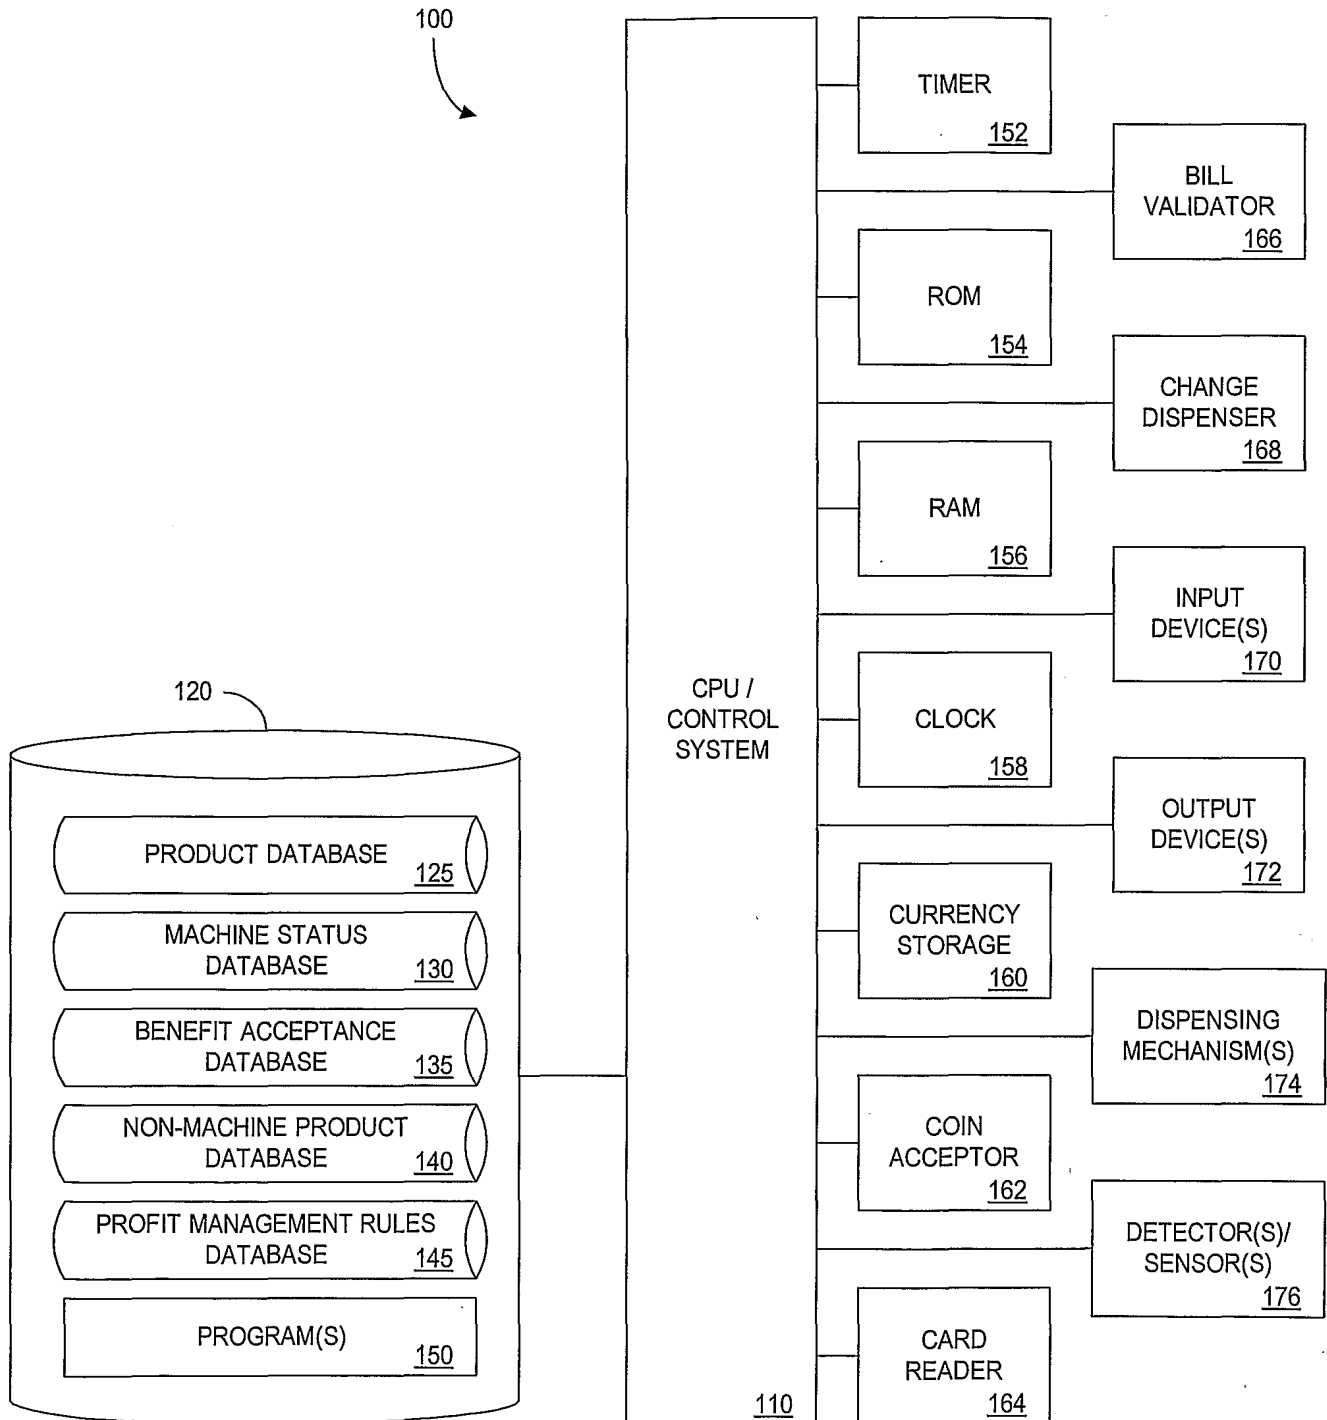 100
TIMER
152
BILL
VALIDATOR
166
ROM
154
CHANGE
DISPENSER
168
RAM
156
INPUT
DEVICE(S)
170
120
CPU /
CONTROL
SYSTEM
110
CLOCK
158
OUTPUT
DEVICE(S)
172
PRODUCT DATABASE
125
MACHINE STATUS
DATABASE
130
BENEFIT ACCEPTANCE
DATABASE
135
NON-MACHINE PRODUCT
DATABASE
140
PROFIT MANAGEMENT RULES
DATABASE
145
PROGRAM(S)
150
CURRENCY
STORAGE
160
DISPENSING
MECHANISM(S)
174
COIN
ACCEPTOR
162
DETECTOR(S)/
SENSOR(S)
176
CARD
READER
164